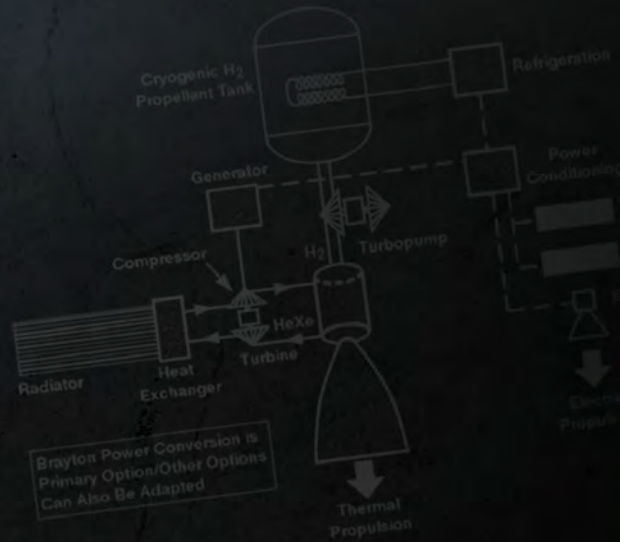 Cryogenic H2
Propellant Tank
Refrigeration
Generator
Power
Conditioning
H2
Turbopump
Compressor
HeXe
Turbine
Radiator
Heat
Exchanger
Brayton Power Conversion is
Primary Option/Other Options
Can Also Be Adapted
Thermal
Propulsion